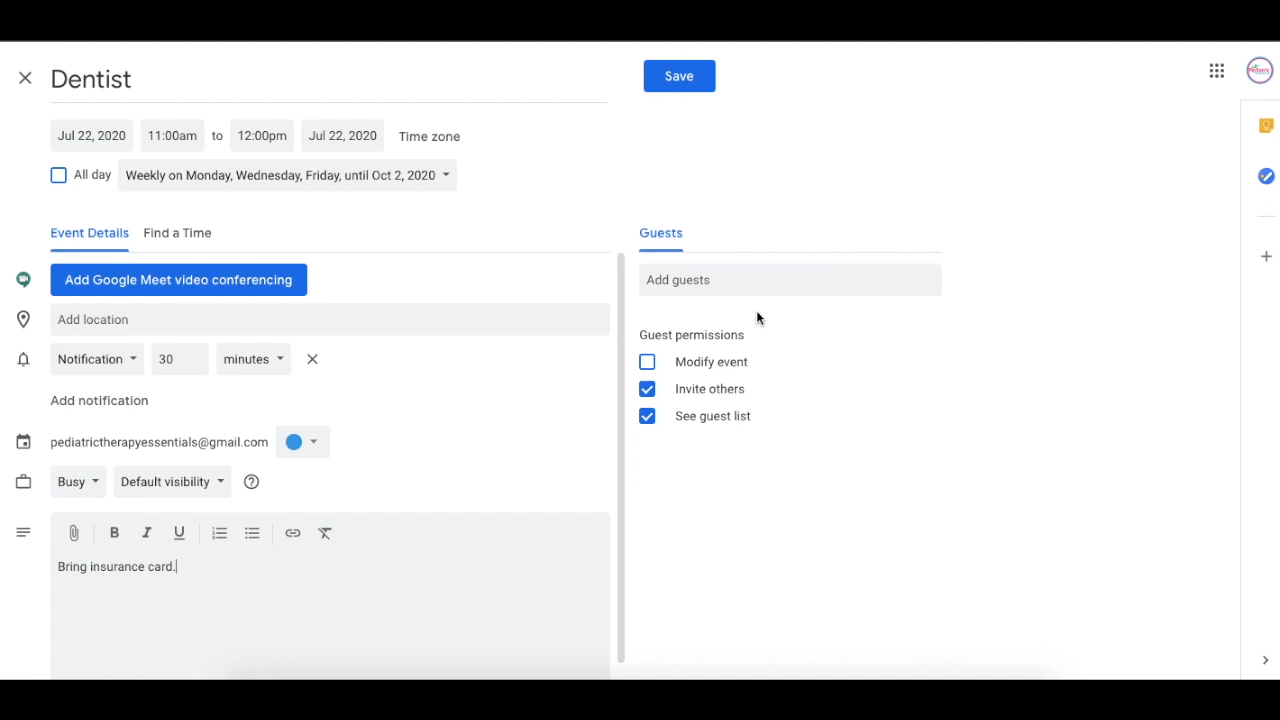 Dentist
Save
Jul 22, 2020 11:00am to 12:00pm Jul 22, 2020 Time zone
All day Weekly on Monday, Wednesday, Friday, until Oct 2, 2020
Event Details Find a Time
Guests
Add Google Meet video conferencing
Add guests
Add location
Guest permissions
Notification 30 minutes
Modify event
Invite others
Add notification
See guest list
pediatrictherapyessentials@gmail.com
Busy Default visibility
B I U
Bring insurance card.